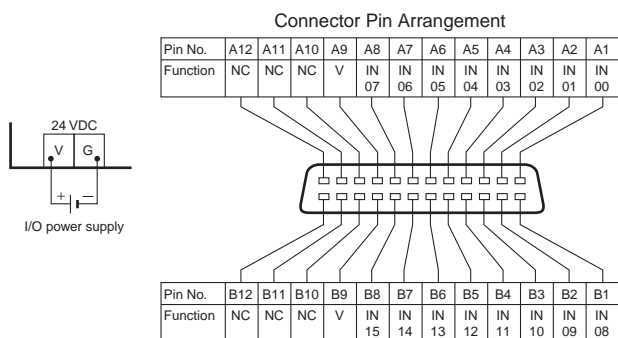 Connector Pin Arrangement
Pin No. A12 A11 A10 A9 A8 A7 A6 A5 A4 A3 A2 A1
Function NC NC NC V IN 07 IN 06 IN 05 IN 04 IN 03 IN 02 IN 01 IN 00
24 VDC
V G
+ −
I/O power supply
Pin No. B12 B11 B10 B9 B8 B7 B6 B5 B4 B3 B2 B1
Function NC NC NC V IN 15 IN 14 IN 13 IN 12 IN 11 IN 10 IN 09 IN 08